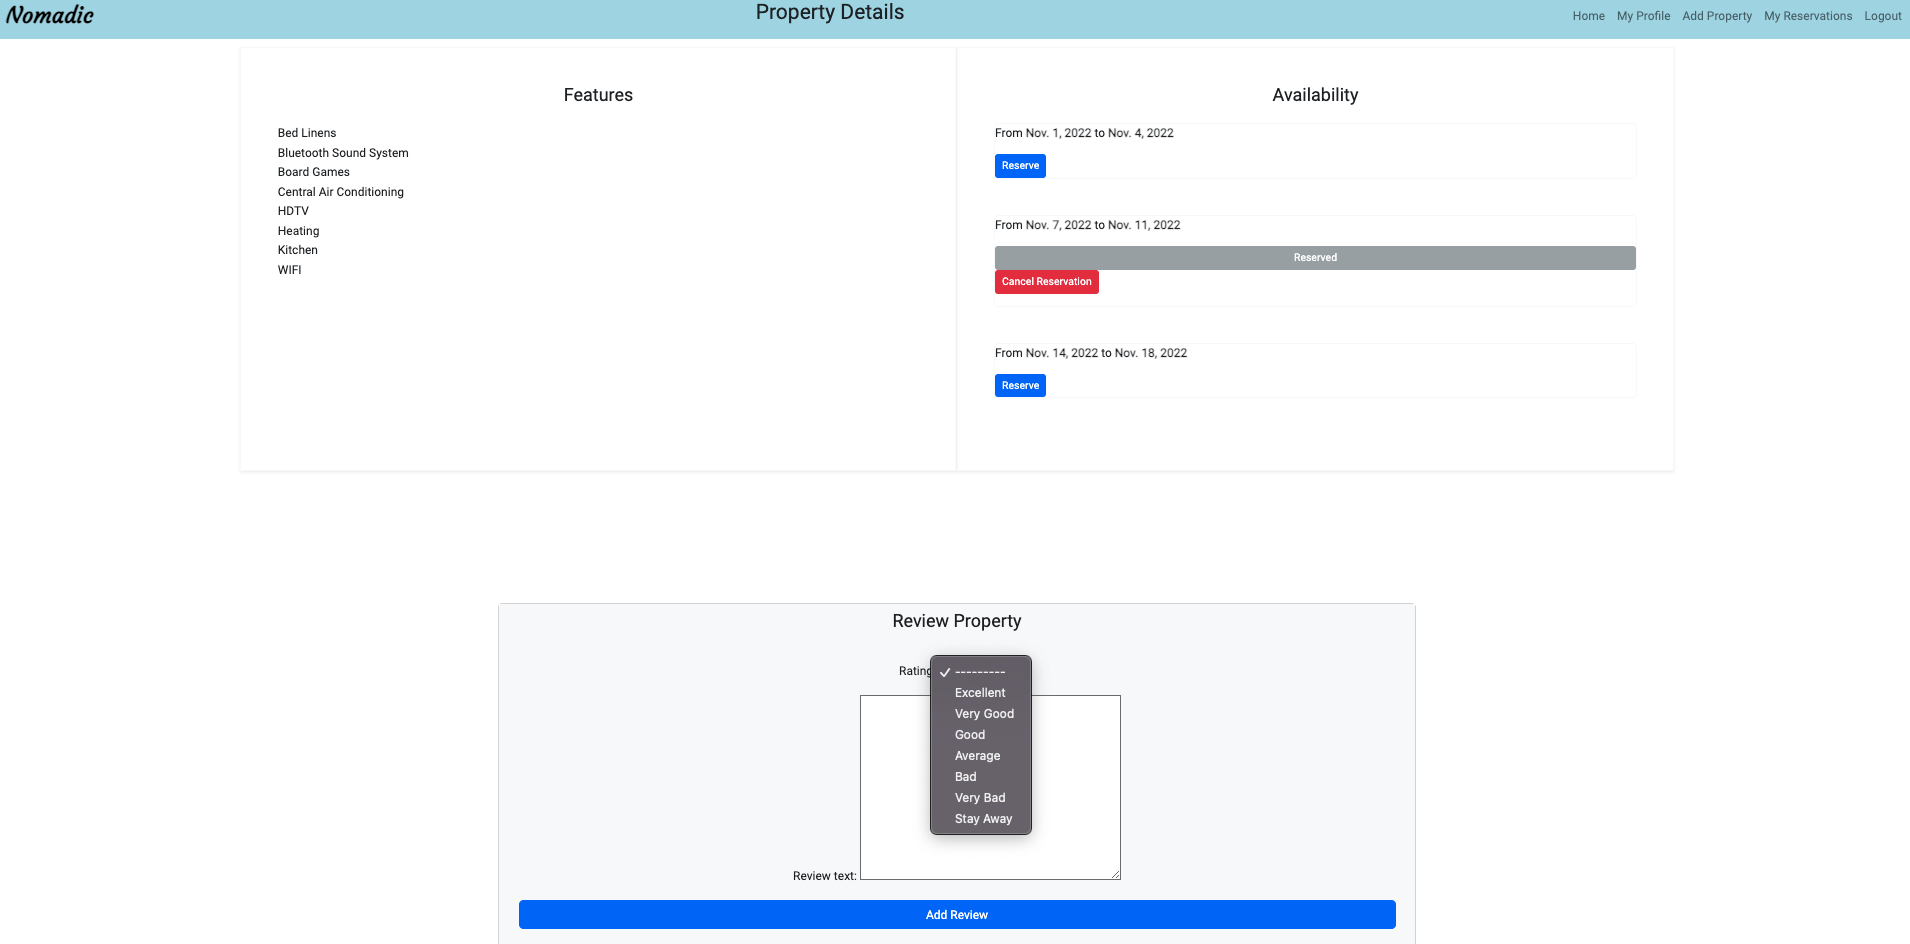 Nomadic
Property Details
Home My Profile Add Property My Reservations Logout
Features
Bed Linens
Bluetooth Sound System
Board Games
Central Air Conditioning
HDTV
Heating
Kitchen
WIFI
Availability
From Nov. 1, 2022 to Nov. 4, 2022
Reserve
From Nov. 7, 2022 to Nov. 11, 2022
Reserved
Cancel Reservation
From Nov. 14, 2022 to Nov. 18, 2022
Reserve
Review Property
Rating
---------
Excellent
Very Good
Good
Average
Bad
Very Bad
Stay Away
Review text:
Add Review